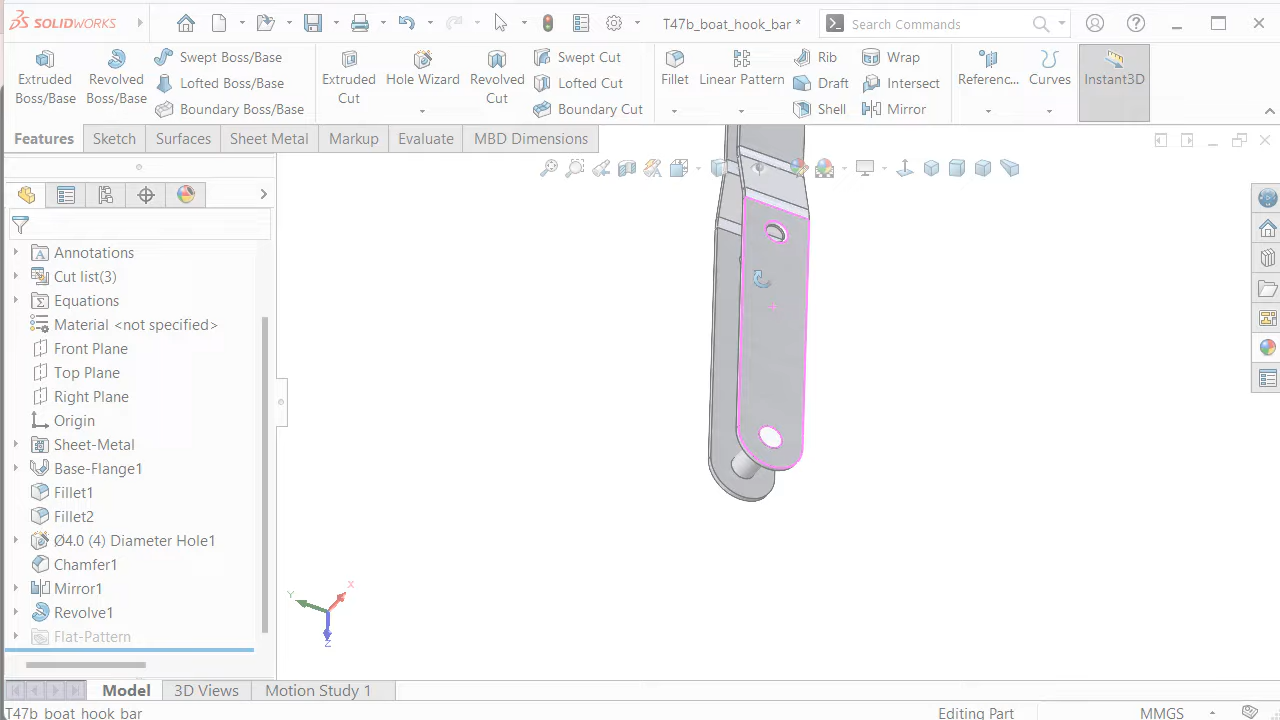 SOLIDWORKS
T47b_boat_hook_bar *
Search Commands
Extruded Boss/Base
Revolved Boss/Base
Swept Boss/Base
Lofted Boss/Base
Boundary Boss/Base
Extruded Cut
Hole Wizard
Revolved Cut
Swept Cut
Lofted Cut
Boundary Cut
Fillet
Linear Pattern
Rib
Draft
Shell
Wrap
Intersect
Mirror
Referenc...
Curves
Instant3D
Features
Sketch
Surfaces
Sheet Metal
Markup
Evaluate
MBD Dimensions
Annotations
Cut list(3)
Equations
Material <not specified>
Front Plane
Top Plane
Right Plane
Origin
Sheet-Metal
Base-Flange1
Fillet1
Fillet2
Ø4.0 (4) Diameter Hole1
Chamfer1
Mirror1
Revolve1
Flat-Pattern
Y
X
Z
Model
3D Views
Motion Study 1
T47b_boat_hook_bar
Editing Part
MMGS